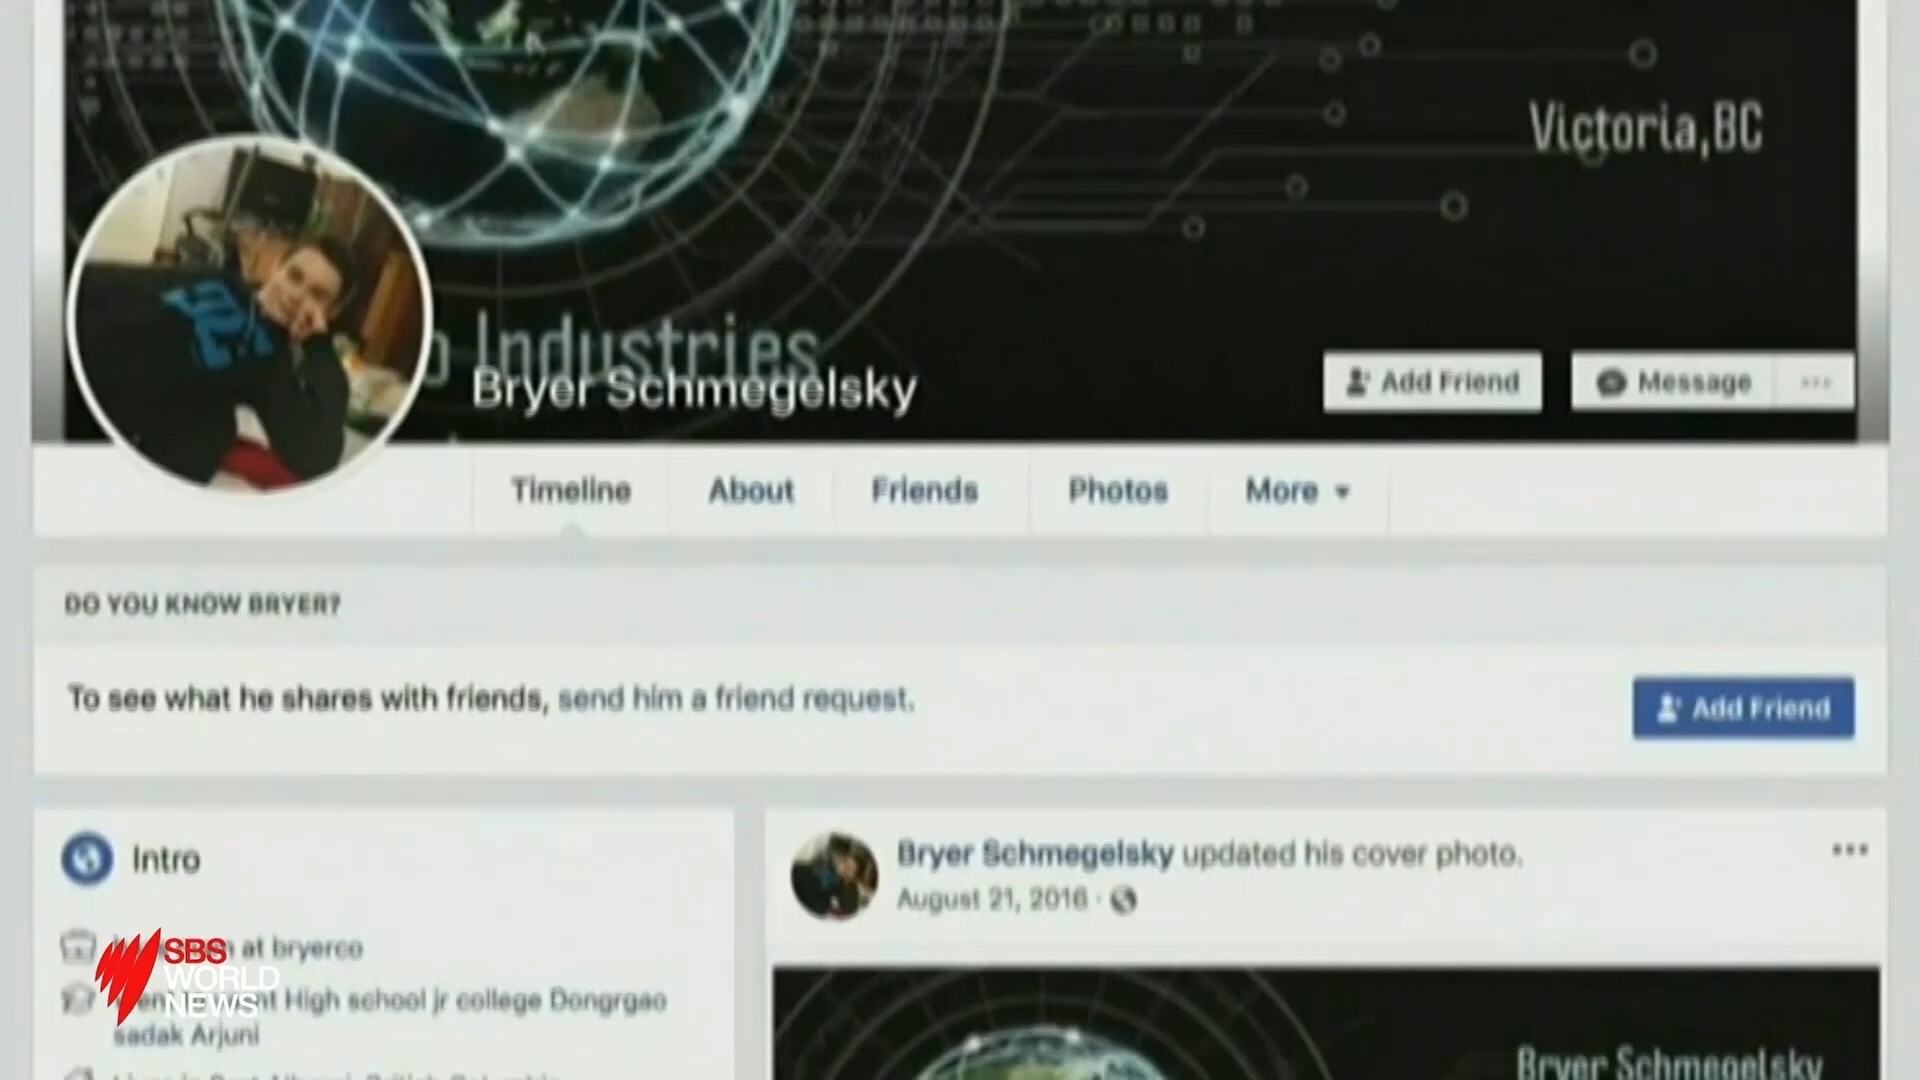 Victoria,BC
Industries
Bryer Schmegelsky
Add Friend
Message
Timeline
About
Friends
Photos
More
DO YOU KNOW BRYER?
To see what he shares with friends, send him a friend request.
Add Friend
Intro
at bryerco
High school jr college Dongrgao
sadak Arjuni
Bryer Schmegelsky updated his cover photo.
August 21, 2016
Bryer Schmegelsky
SBS
WORLD
NEWS